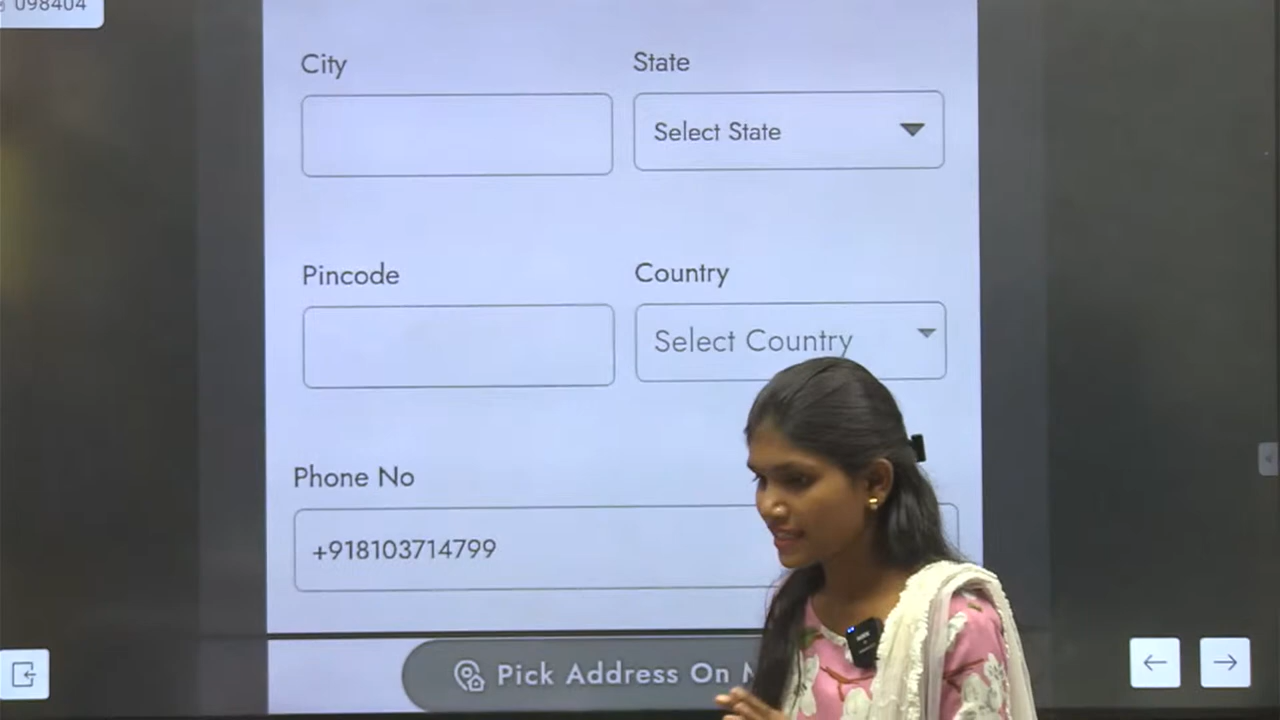 098404
City State
Select State
Pincode Country
Select Country
Phone No
+918103714799
Pick Address On